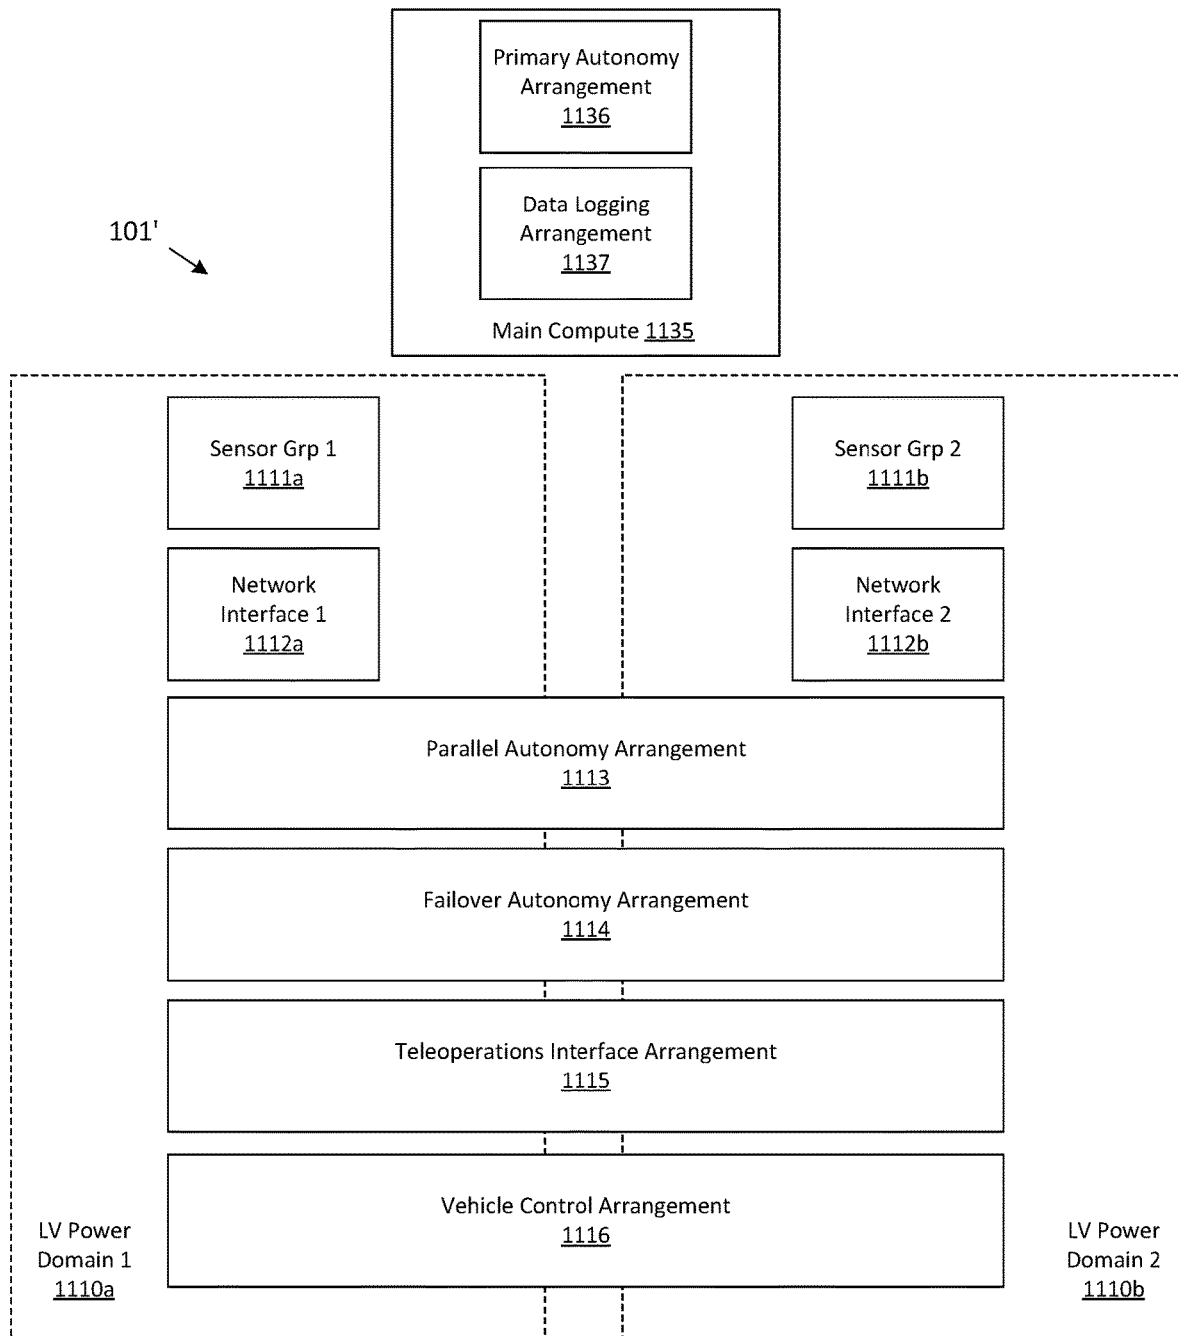 Primary Autonomy
Arrangement
1136
Data Logging
Arrangement
1137
Main Compute 1135
101'
Sensor Grp 1
1111a
Sensor Grp 2
1111b
Network
Interface 1
1112a
Network
Interface 2
1112b
Parallel Autonomy Arrangement
1113
Failover Autonomy Arrangement
1114
Teleoperations Interface Arrangement
1115
Vehicle Control Arrangement
1116
LV Power
Domain 1
1110a
LV Power
Domain 2
1110b